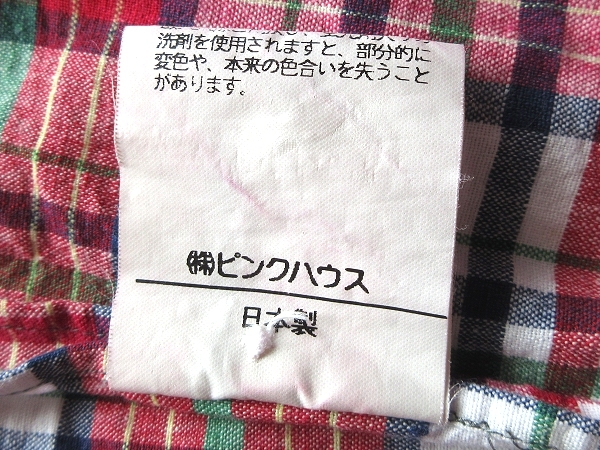 洗剤を使用されますと、部分的に
変色や、本来の色合いを失うこと
があります。
㈱ピンクハウス
日本製